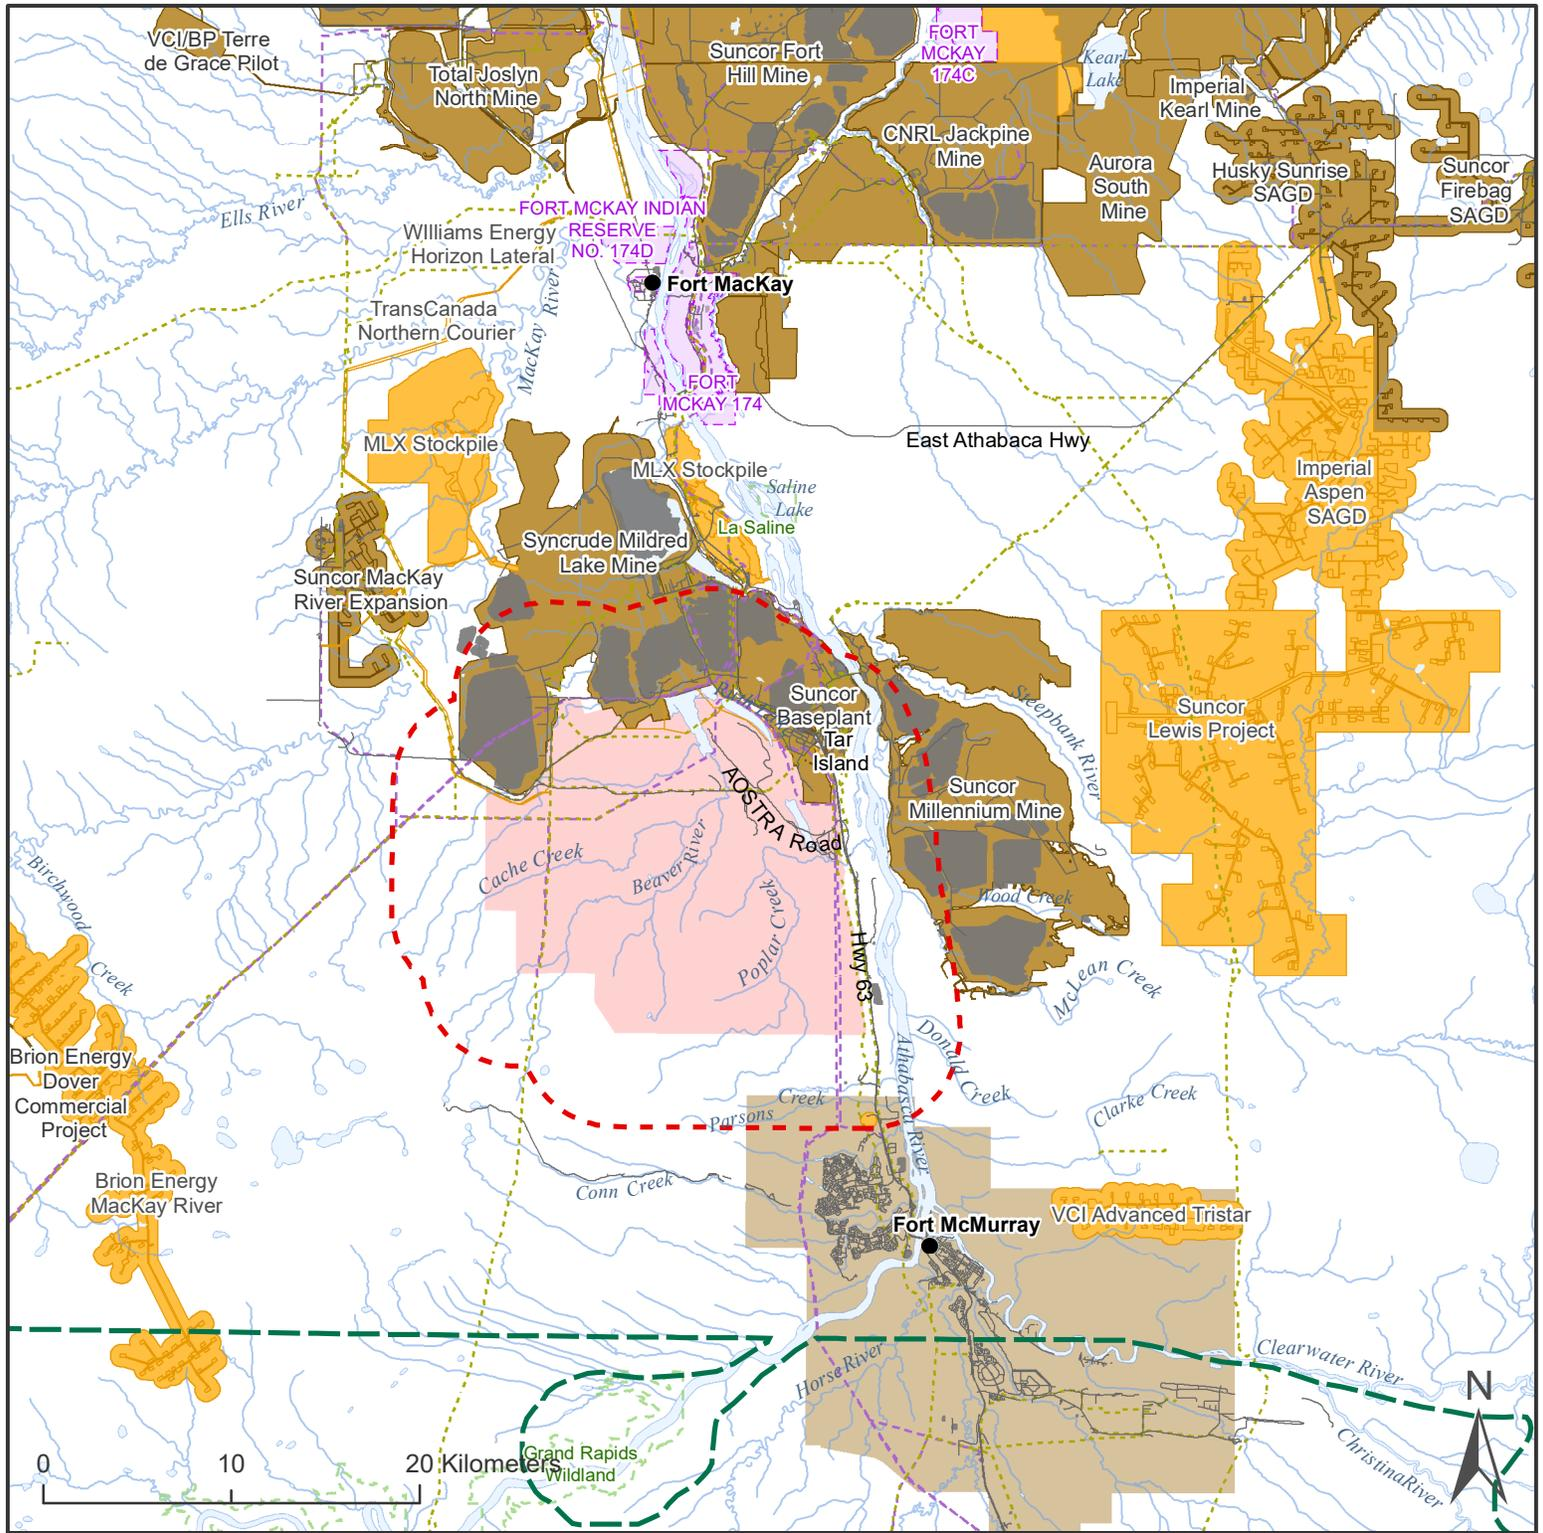 VCI/BP Terre
de Grace Pilot
Total Joslyn
North Mine
Suncor Fort
Hill Mine
FORT
MCKAY
174C
Kearl
Lake
Imperial
Kearl Mine
CNRL Jackpine
Mine
Aurora
South
Mine
Husky Sunrise
SAGD
Suncor
Firebag
SAGD
Ells River
FORT MCKAY INDIAN
RESERVE
NO. 174D
WIlliams Energy
Horizon Lateral
Fort MacKay
TransCanada
Northern Courier
MacKay River
FORT
MCKAY 174
East Athabaca Hwy
MLX Stockpile
MLX Stockpile
Saline
Lake
La Saline
Imperial
Aspen
SAGD
Syncrude Mildred
Lake Mine
Suncor MacKay
River Expansion
Suncor
Baseplant
Tar
Island
Steepbank River
Suncor
Lewis Project
AOSTRA Road
Suncor
Millennium Mine
Cache Creek
Beaver River
Poplar Creek
Wood Creek
Birchwood
Creek
Hwy 63
McLean Creek
Donald Creek
Athabasca River
Brion Energy
Dover
Commercial
Project
Parsons Creek
Clarke Creek
Conn Creek
Brion Energy
MacKay River
VCI Advanced Tristar
Fort McMurray
Horse River
Clearwater River
Christina River
Grand Rapids
Wildland
0 10 20 Kilometers
N